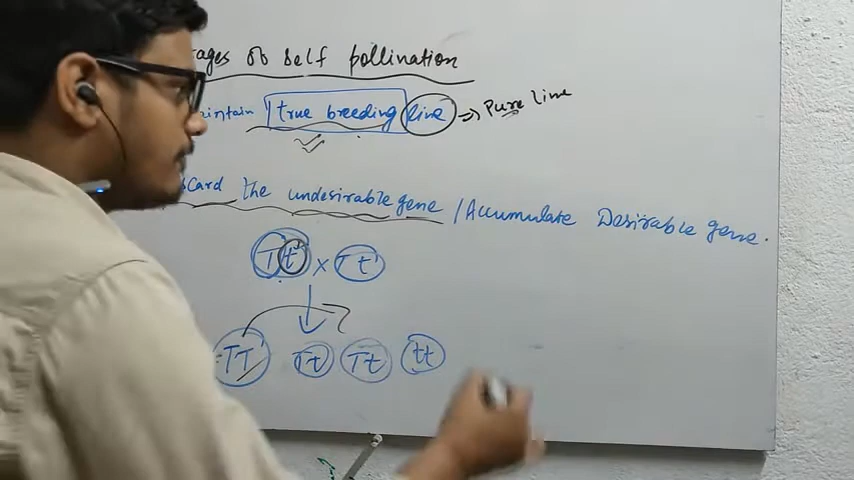 ages of self pollination
intain true breeding line => Pure line
card the undesirable gene / Accumulate Desirable gene.
Tt × Tt
TT Tt Tt tt